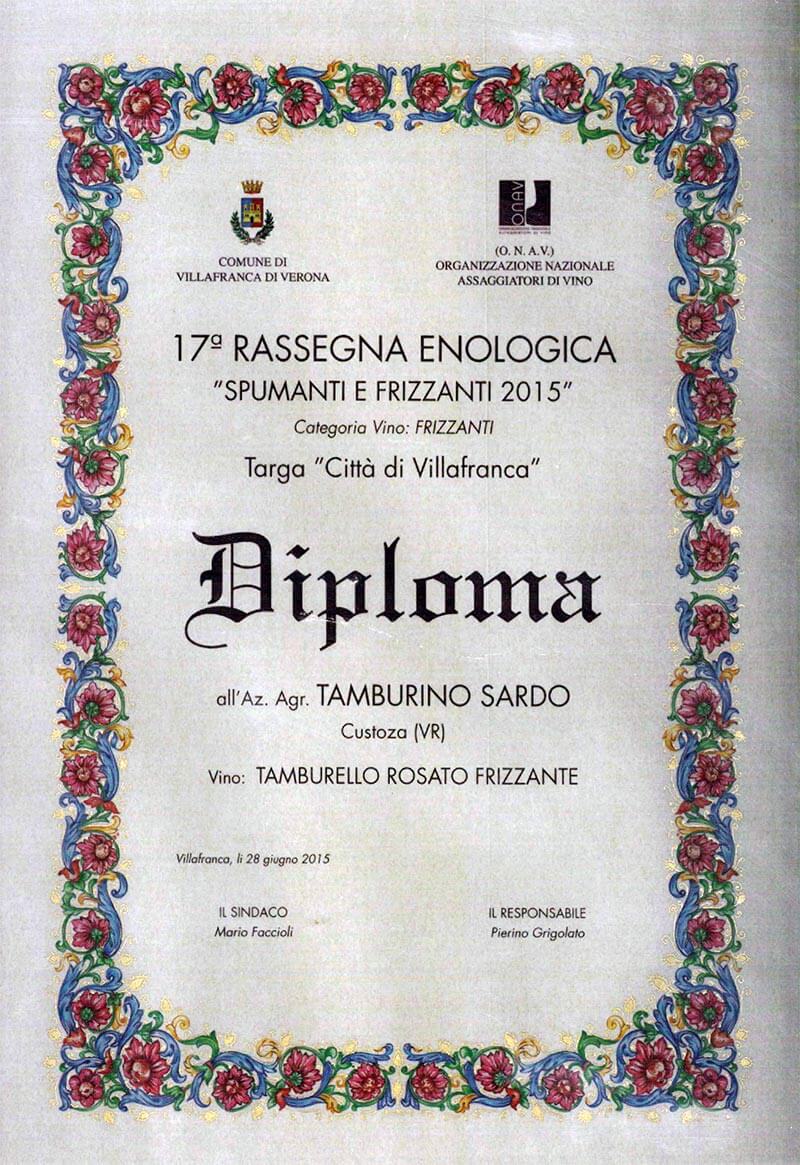 COMUNE DI
VILLAFRANCA DI VERONA
ONAV
(O. N. A.V.)
ORGANIZZAZIONE NAZIONALE
ASSAGGIATORI DI VINO
17ª RASSEGNA ENOLOGICA
"SPUMANTI E FRIZZANTI 2015"
Categoria Vino: FRIZZANTI
Targa "Città di Villafranca"
Diploma
all'Az. Agr. TAMBURINO SARDO
Custoza (VR)
Vino: TAMBURELLO ROSATO FRIZZANTE
Villafranca, li 28 giugno 2015
IL SINDACO
Mario Faccioli
IL RESPONSABILE
Pierino Grigolato